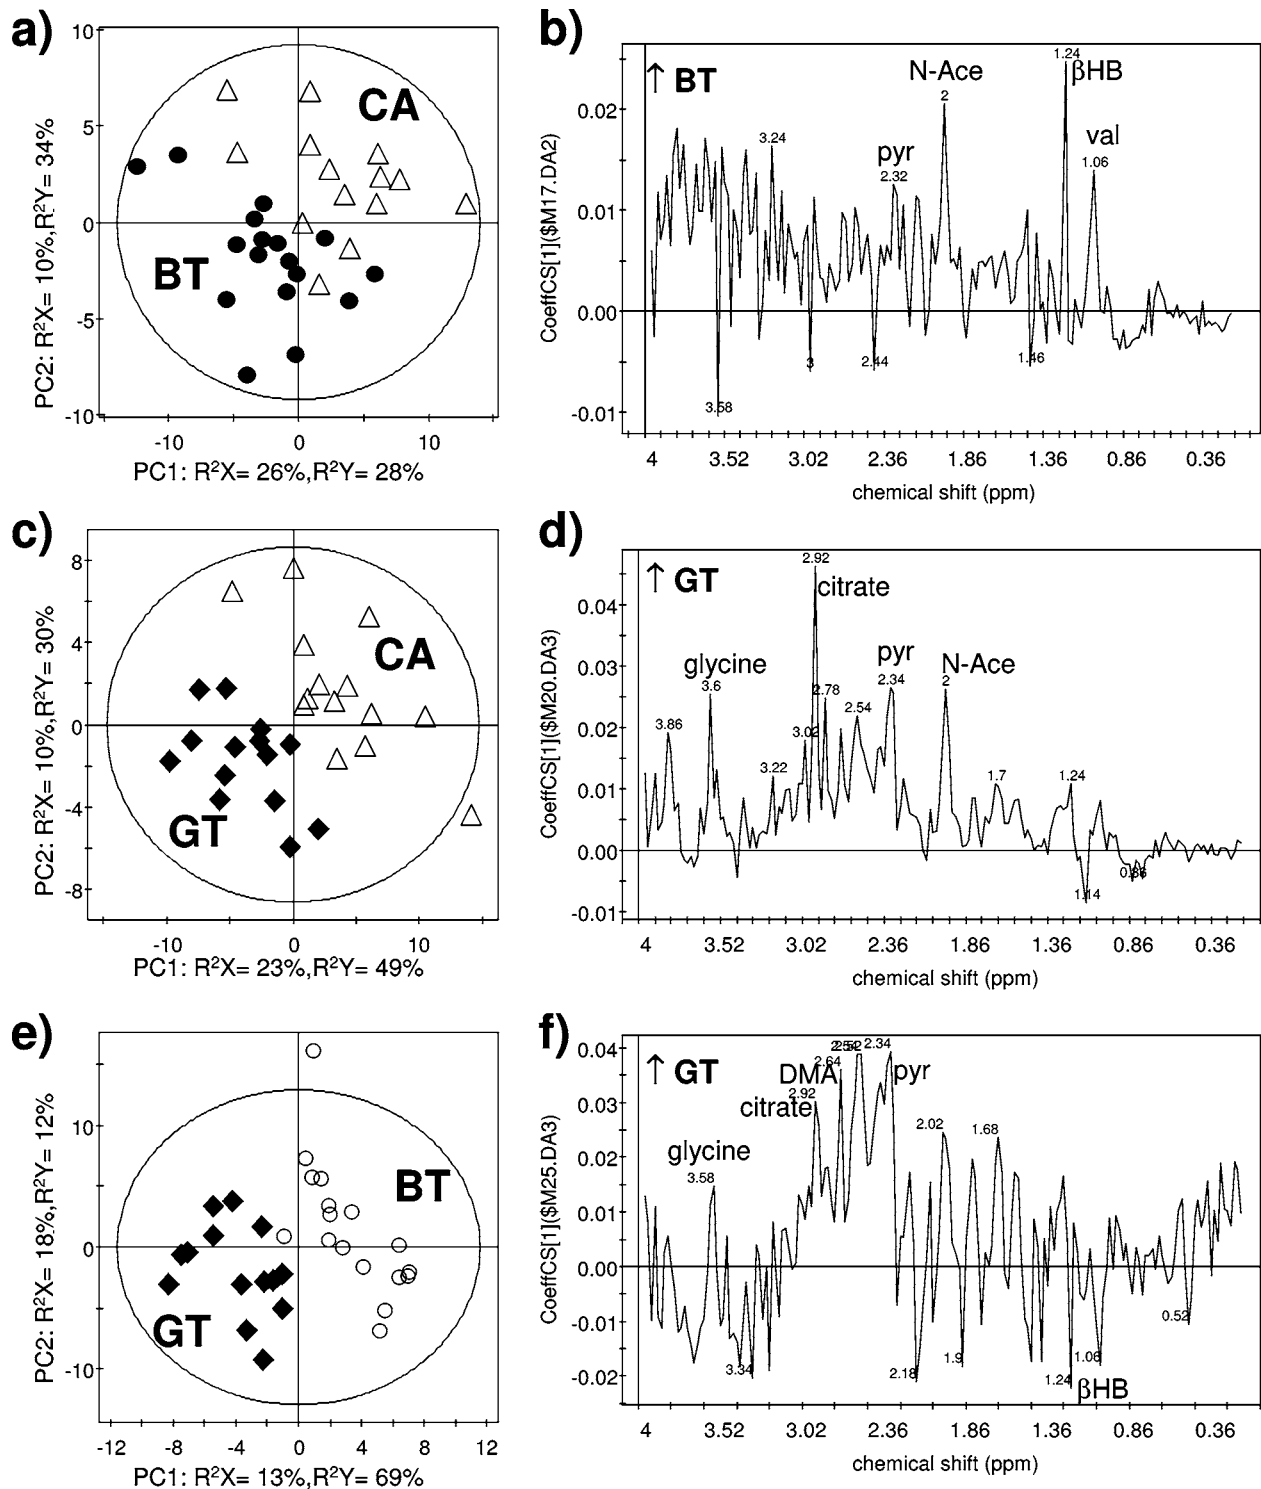 a)
10
5
0
-5
-10
CA
BT
PC2: R²X= 10%,R²Y= 34%
-10 0 10
PC1: R²X= 26%,R²Y= 28%
b)
↑ BT
N-Ace
2
1.24
βHB
val
1.06
pyr
2.32
3.24
3.58
3
2.44
1.46
0.02
0.01
0.00
-0.01
CoeffCS[1]($M17.DA2)
4 3.52 3.02 2.36 1.86 1.36 0.86 0.36
chemical shift (ppm)
c)
8
4
0
-4
-8
CA
GT
PC2: R²X= 10%,R²Y= 30%
-10 0 10
PC1: R²X= 23%,R²Y= 49%
d)
↑ GT
2.92
citrate
glycine
3.6
3.86
3.22
3.02
2.78
2.54
pyr
2.34
N-Ace
2
1.7
1.24
1.14
0.86
0.04
0.03
0.02
0.01
0.00
-0.01
CoeffCS[1]($M20.DA3)
4 3.52 3.02 2.36 1.86 1.36 0.86 0.36
chemical shift (ppm)
e)
10
0
-10
BT
GT
PC2: R²X= 18%,R²Y= 12%
-12 -8 -4 0 4 8 12
PC1: R²X= 13%,R²Y= 69%
f)
↑ GT
2.52
2.34
2.64
DMA
pyr
2.92
citrate
glycine
3.58
2.02
1.68
3.34
2.18
1.9
1.24
1.06
βHB
0.52
0.04
0.03
0.02
0.01
0.00
-0.01
-0.02
CoeffCS[1]($M25.DA3)
4 3.52 3.02 2.36 1.86 1.36 0.86 0.36
chemical shift (ppm)